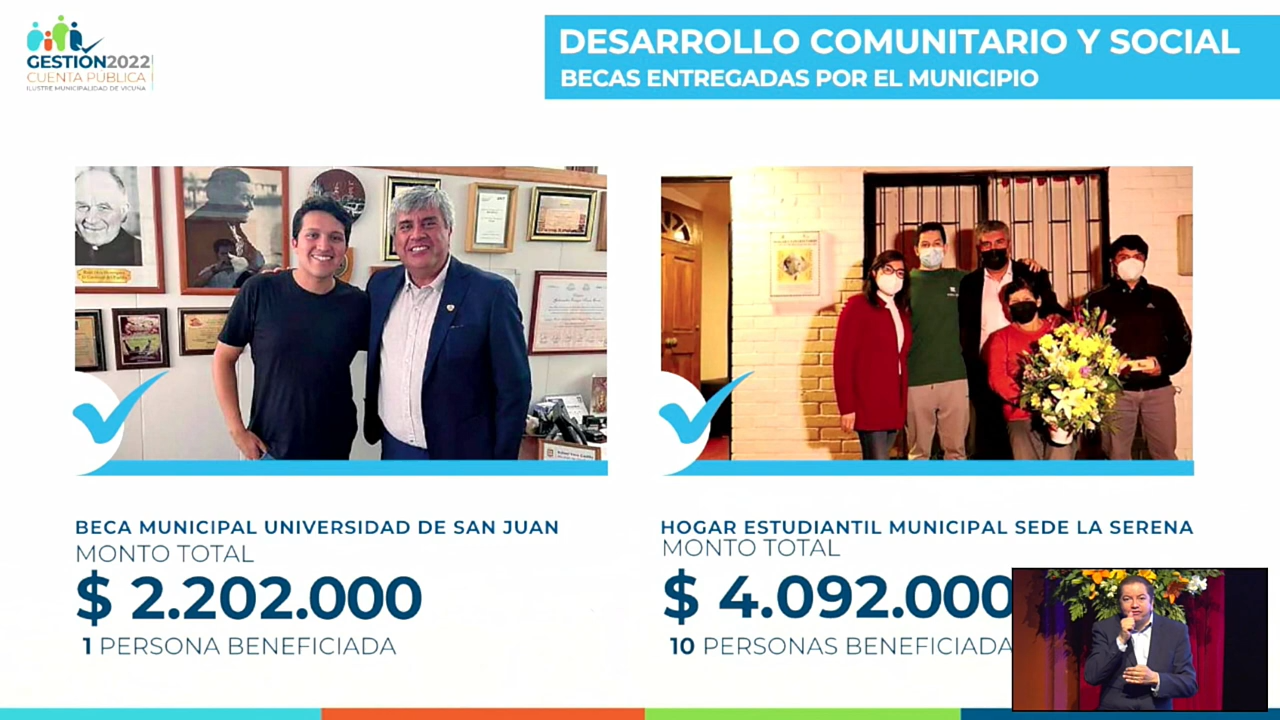 GESTIÓN2022
CUENTA PÚBLICA
ILUSTRE MUNICIPALIDAD DE VICUÑA
DESARROLLO COMUNITARIO Y SOCIAL
BECAS ENTREGADAS POR EL MUNICIPIO
BECA MUNICIPAL UNIVERSIDAD DE SAN JUAN
MONTO TOTAL
$ 2.202.000
1 PERSONA BENEFICIADA
HOGAR ESTUDIANTIL MUNICIPAL SEDE LA SERENA
MONTO TOTAL
$ 4.092.000
10 PERSONAS BENEFICIADA